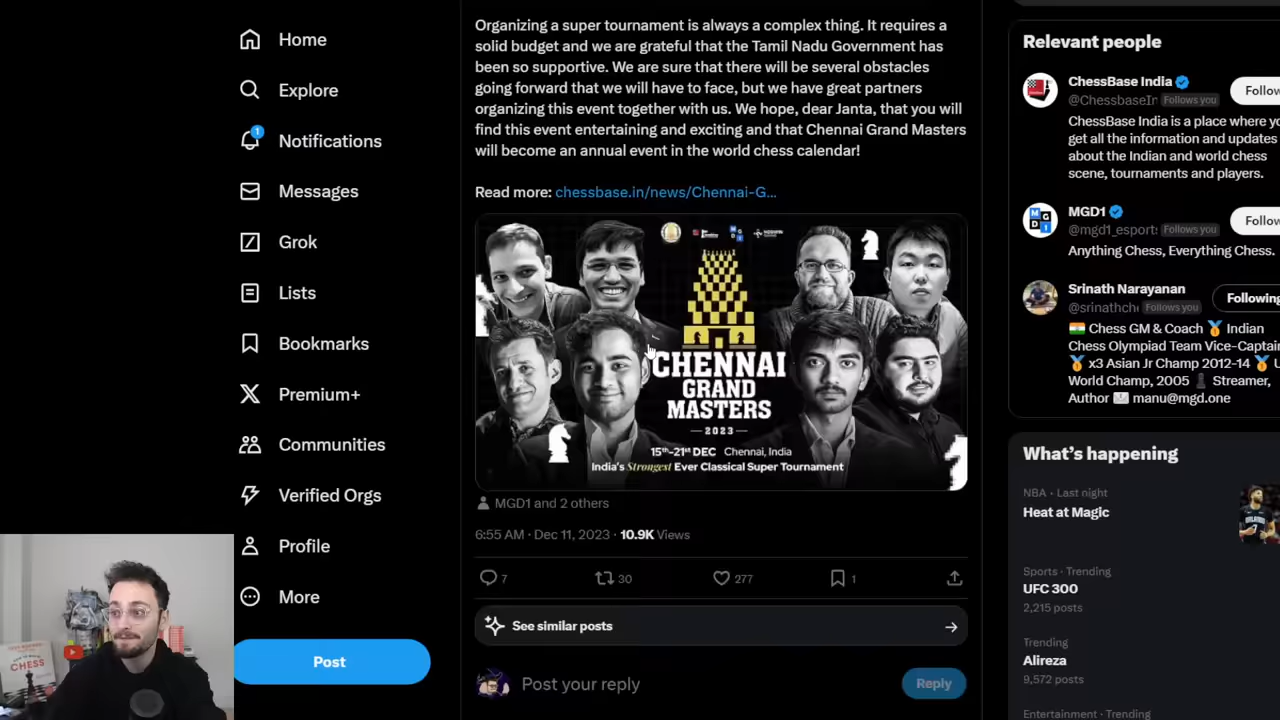 Home
Explore
1
Notifications
Messages
Grok
Lists
Bookmarks
Premium+
Communities
Verified Orgs
Profile
More
Post
Organizing a super tournament is always a complex thing. It requires a
solid budget and we are grateful that the Tamil Nadu Government has
been so supportive. We are sure that there will be several obstacles
going forward that we will have to face, but we have great partners
organizing this event together with us. We hope, dear Janta, that you will
find this event entertaining and exciting and that Chennai Grand Masters
will become an annual event in the world chess calendar!
Read more: chessbase.in/news/Chennai-G...
CHENNAI
GRAND
MASTERS
2023
15th-21st DEC Chennai, India
India's Strongest Ever Classical Super Tournament
MGD1 and 2 others
6:55 AM · Dec 11, 2023 · 10.9K Views
7 30 277 1
See similar posts
Post your reply
Reply
Relevant people
ChessBase India
@ChessbaseIn Follows you
Follow
ChessBase India is a place where yo
get all the information and updates
about the Indian and world chess
scene, tournaments and players.
MGD1
@mgd1_esports Follows you
Follow
Anything Chess, Everything Chess.
Srinath Narayanan
@srinathche Follows you
Following
Chess GM & Coach Indian
Chess Olympiad Team Vice-Captain
x3 Asian Jr Champ 2012-14 U
World Champ, 2005 Streamer,
Author manu@mgd.one
What's happening
NBA · Last night
Heat at Magic
Sports · Trending
UFC 300
2,215 posts
Trending
Alireza
9,572 posts
Entertainment · Trending
CHESS